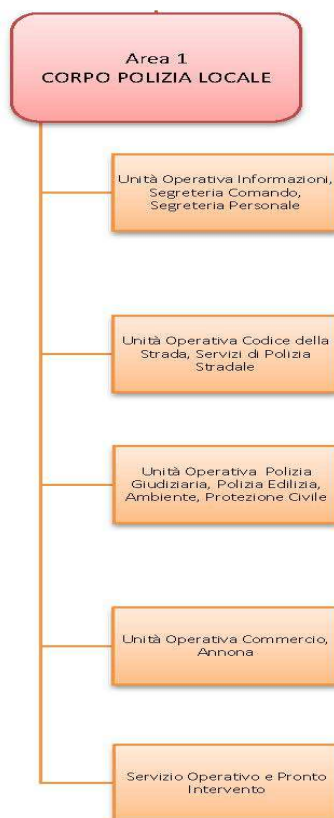 Area 1
CORPO POLIZIA LOCALE
Unità Operativa Informazioni,
Segreteria Comando,
Segreteria Personale
Unità Operativa Codice della
Strada, Servizi di Polizia
Stradale
Unità Operativa Polizia
Giudiziaria, Polizia Edilizia,
Ambiente, Protezione Civile
Unità Operativa Commercio,
Annona
Servizio Operativo e Pronto
Intervento